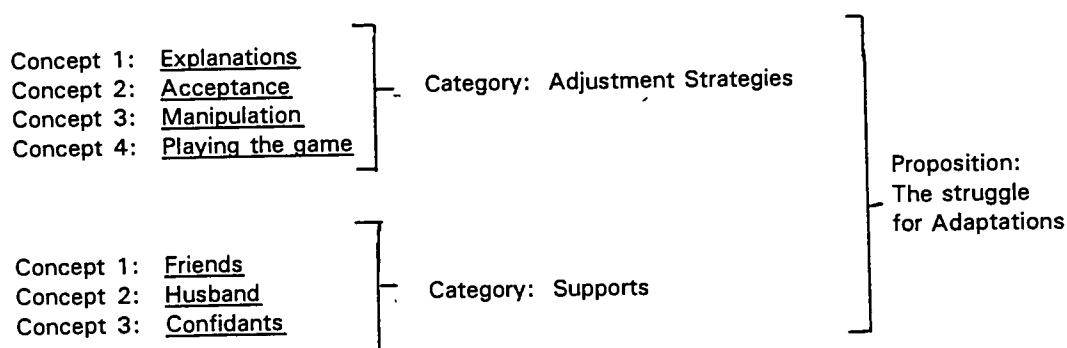 Concept 1: Explanations
Concept 2: Acceptance
Concept 3: Manipulation
Concept 4: Playing the game
Category: Adjustment Strategies
Concept 1: Friends
Concept 2: Husband
Concept 3: Confidants
Category: Supports
Proposition:
The struggle
for Adaptations